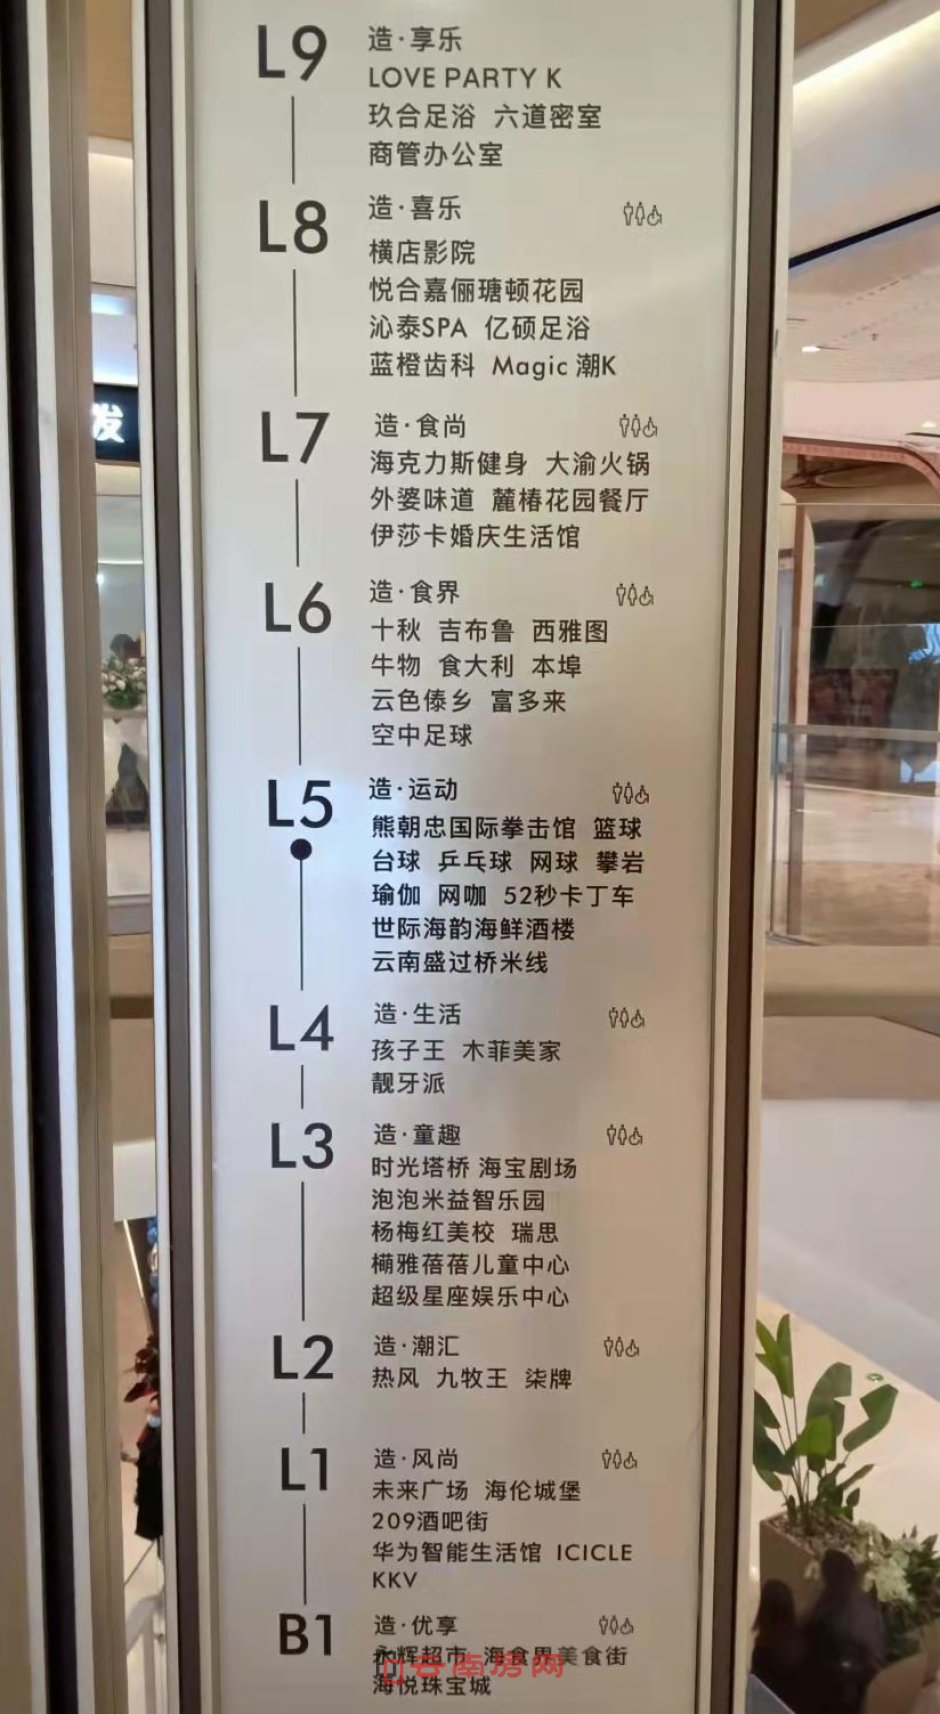 L9
造·享乐
LOVE PARTY K
玖合足浴 六道密室
商管办公室
L8
造·喜乐
横店影院
悦合嘉俪瑭顿花园
沁泰SPA 亿硕足浴
蓝橙齿科 Magic 潮K
发
L7
造·食尚
海克力斯健身 大渝火锅
外婆味道 麓椿花园餐厅
伊莎卡婚庆生活馆
L6
造·食界
十秋 吉布鲁 西雅图
牛物 食大利 本埠
云色傣乡 富多来
空中足球
L5
造·运动
熊朝忠国际拳击馆 篮球
台球 乒乓球 网球 攀岩
瑜伽 网咖 52秒卡丁车
世际海韵海鲜酒楼
云南盛过桥米线
L4
造·生活
孩子王 木菲美家
靓牙派
L3
造·童趣
时光塔桥 海宝剧场
泡泡米益智乐园
杨梅红美校 瑞思
樠雅蓓蓓儿童中心
超级星座娱乐中心
L2
造·潮汇
热风 九牧王 柒牌
L1
造·风尚
未来广场 海伦城堡
209酒吧街
华为智能生活馆 ICICLE
KKV
B1
造·优享
永辉超市 海食界美食街
海悦珠宝城